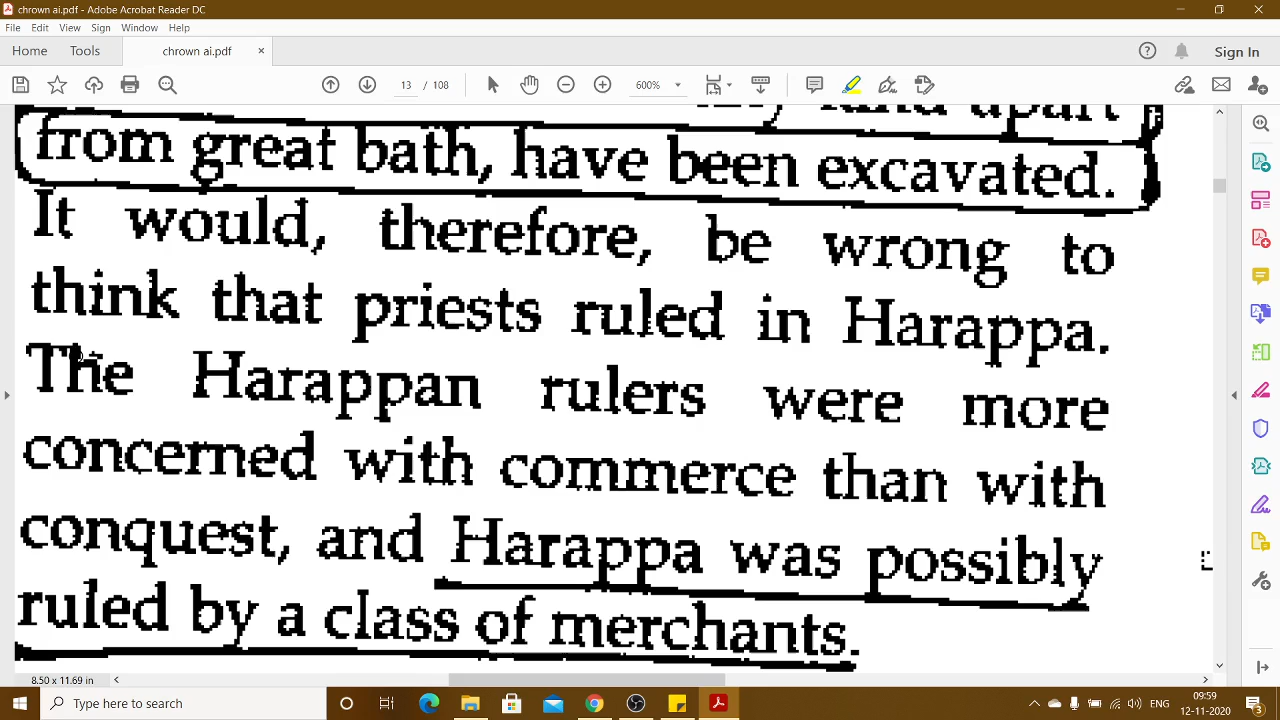 chrown ai.pdf - Adobe Acrobat Reader DC
File Edit View Sign Window Help
Home Tools chrown ai.pdf × Sign In
13 / 108 600%
land apart
from great bath, have been excavated.
It would, therefore, be wrong to
think that priests ruled in Harappa.
The Harappan rulers were more
concerned with commerce than with
conquest, and Harappa was possibly
ruled by a class of merchants.
8.50 x 11.69 in
Type here to search
09:59
12-11-2020
3